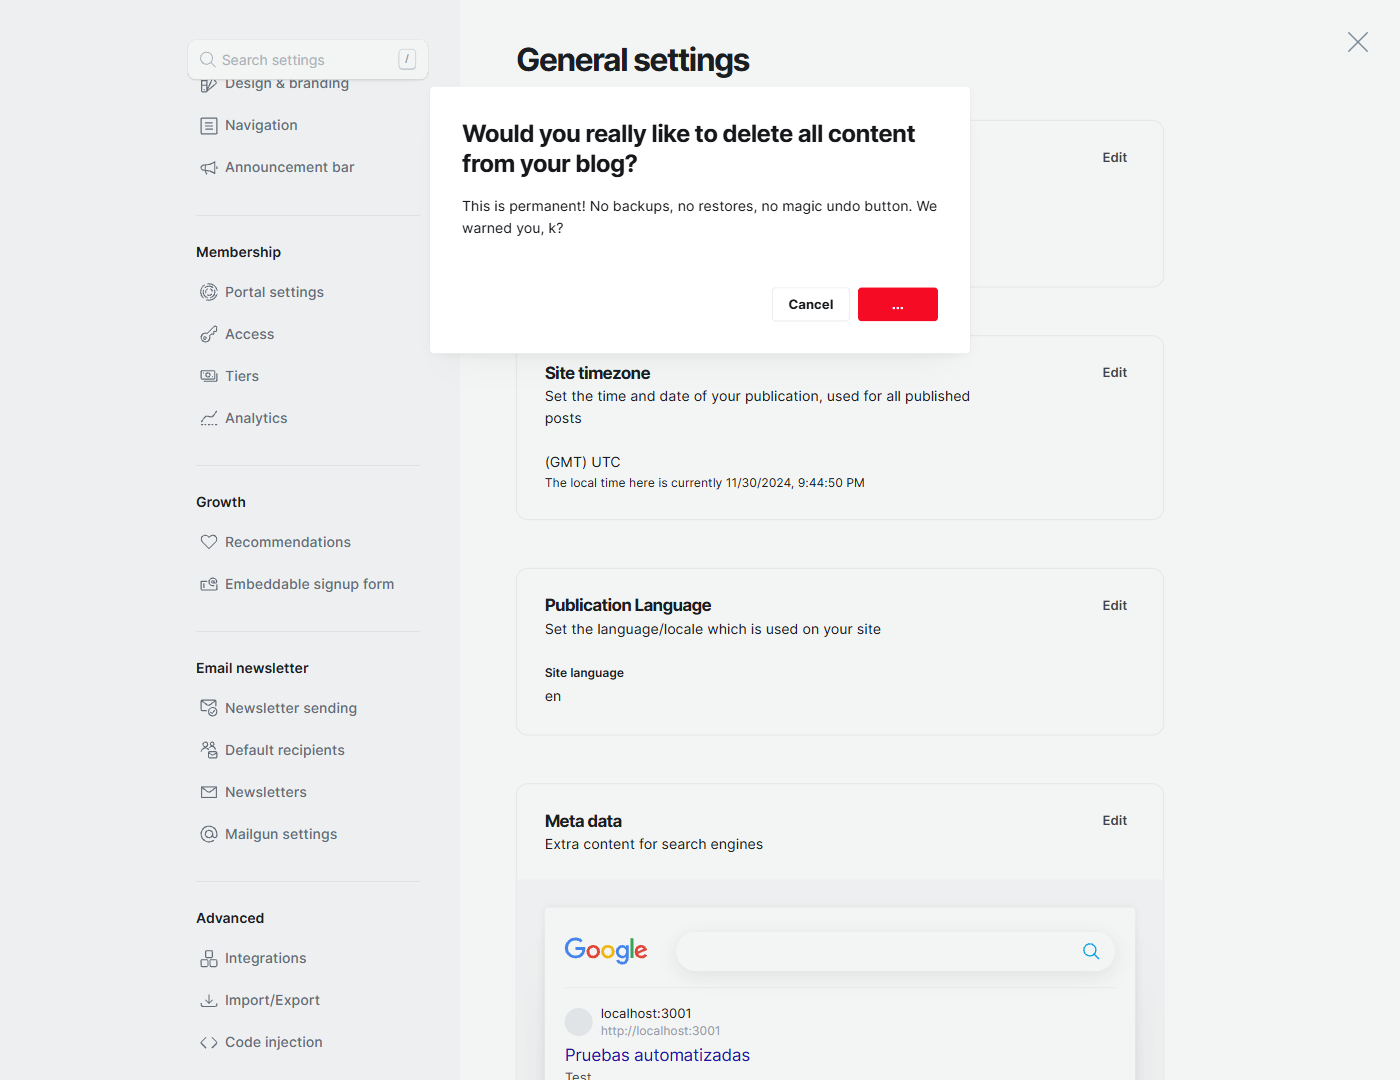 Search settings
/
Design & branding
Navigation
Announcement bar
Membership
Portal settings
Access
Tiers
Analytics
Growth
Recommendations
Embeddable signup form
Email newsletter
Newsletter sending
Default recipients
Newsletters
Mailgun settings
Advanced
Integrations
Import/Export
Code injection
General settings
Edit
Would you really like to delete all content
from your blog?
This is permanent! No backups, no restores, no magic undo button. We
warned you, k?
Cancel
...
Site timezone
Edit
Set the time and date of your publication, used for all published
posts
(GMT) UTC
The local time here is currently 11/30/2024, 9:44:50 PM
Publication Language
Edit
Set the language/locale which is used on your site
Site language
en
Meta data
Edit
Extra content for search engines
Google
localhost:3001
http://localhost:3001
Pruebas automatizadas
Test